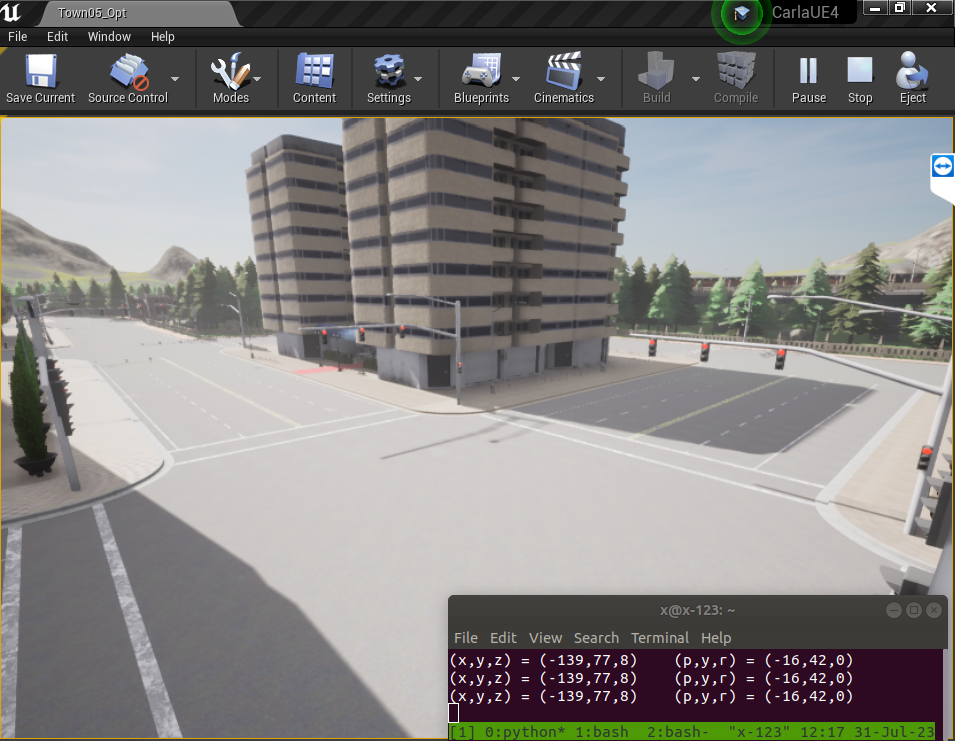 Town05_Opt
CarlaUE4
File Edit Window Help
Save Current Source Control Modes Content Settings Blueprints Cinematics Build Compile Pause Stop Eject
x@x-123: ~
File Edit View Search Terminal Help
(x,y,z) = (-139,77,8) (p,y,r) = (-16,42,0)
(x,y,z) = (-139,77,8) (p,y,r) = (-16,42,0)
(x,y,z) = (-139,77,8) (p,y,r) = (-16,42,0)
[1] 0:python* 1:bash 2:bash- "x-123" 12:17 31-Jul-23